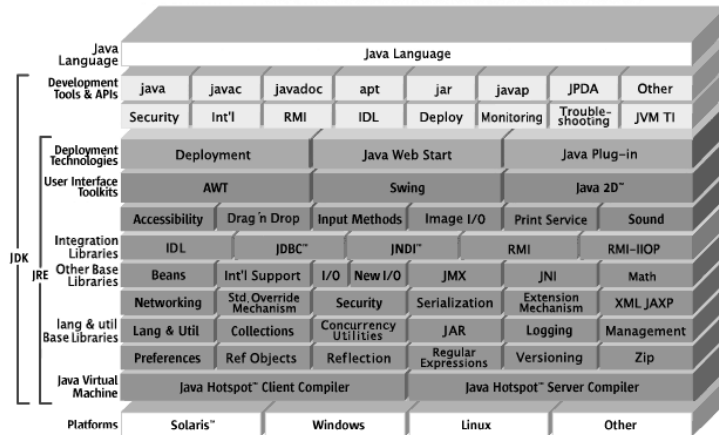 Java
Language
Java Language
Development
Tools & APIs
java javac javadoc apt jar javap JPDA Other
Security Int'l RMI IDL Deploy Monitoring Trouble-
shooting JVM TI
Deployment
Technologies
Deployment Java Web Start Java Plug-in
User Interface
Toolkits
AWT Swing Java 2D™
Accessibility Drag 'n Drop Input Methods Image I/O Print Service Sound
Integration
Libraries
IDL JDBC™ JNDI™ RMI RMI-IIOP
JDK
JRE
Other Base
Libraries
Beans Int'l Support I/O New I/O JMX JNI Math
Networking Std. Override
Mechanism Security Serialization Extension
Mechanism XML JAXP
lang & util
Base Libraries
Lang & Util Collections Concurrency
Utilities JAR Logging Management
Preferences Ref Objects Reflection Regular
Expressions Versioning Zip
Java Virtual
Machine
Java Hotspot™ Client Compiler Java Hotspot™ Server Compiler
Platforms
Solaris™ Windows Linux Other